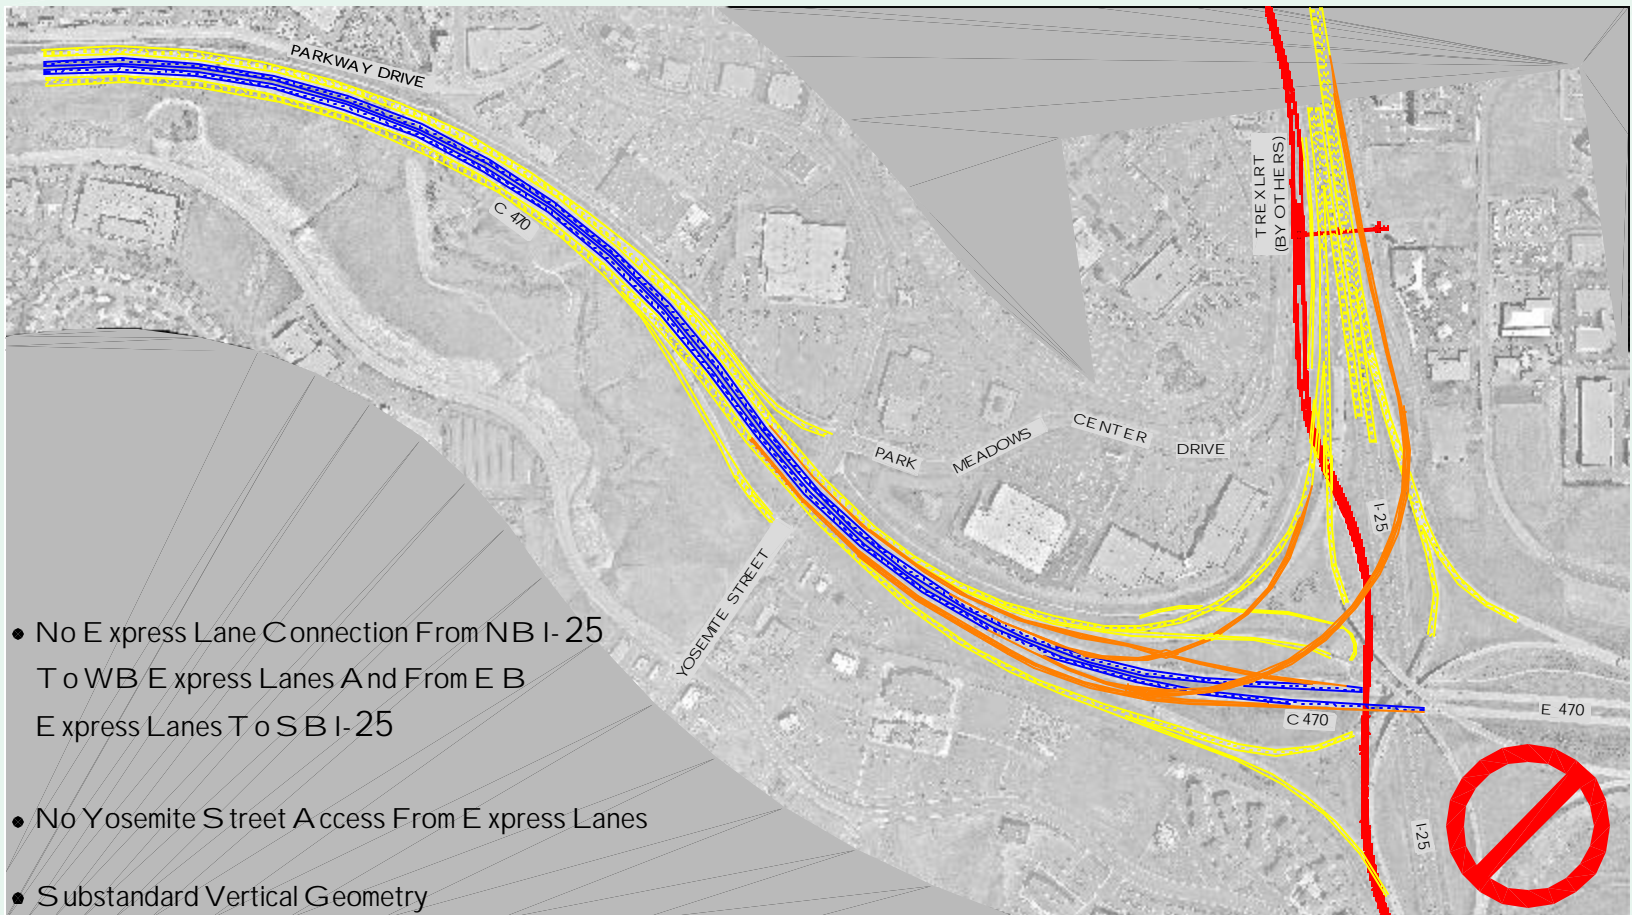 PARKWAY DRIVE
C 470
TREX LRT
(BY OTHERS)
PARK MEADOWS CENTER DRIVE
I-25
YOSEMITE STREET
C 470
E 470
I-25
• No Express Lane Connection From NB I-25
To WB Express Lanes And From EB
Express Lanes To SB I-25
• No Yosemite Street Access From Express Lanes
• Substandard Vertical Geometry